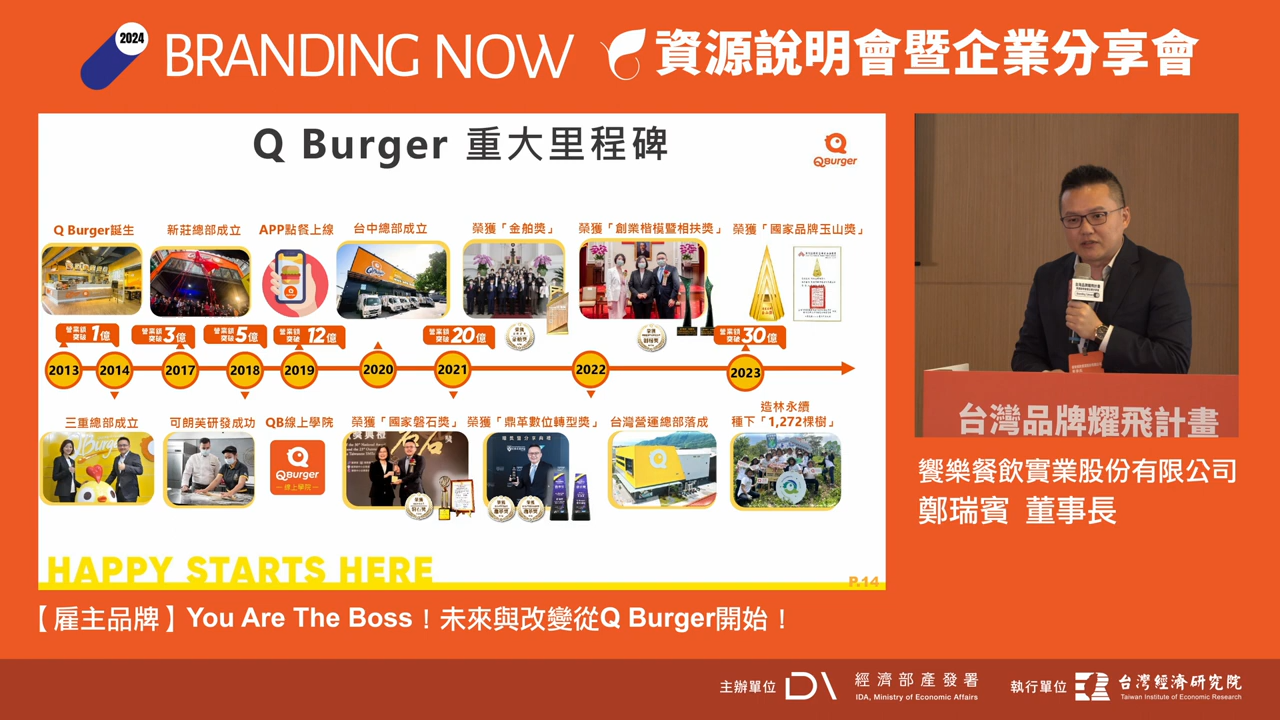 2024 BRANDING NOW 資源說明會暨企業分享會
Q Burger 重大里程碑
QBurger
Q Burger誕生
新莊總部成立
APP點餐上線
台中總部成立
榮獲「金舶獎」
榮獲「創業楷模暨相扶獎」
榮獲「國家品牌玉山獎」
營業額突破1億
營業額突破3億
營業額突破5億
營業額突破12億
營業額突破20億
營業額突破30億
2013 2014 2017 2018 2019 2020 2021 2022 2023
三重總部成立
可朗芙研發成功
QB線上學院
榮獲「國家磐石獎」
榮獲「鼎革數位轉型獎」
台灣營運總部落成
造林永續
種下「1,272棵樹」
QBurger
線上學院
HAPPY STARTS HERE
P.14
台灣品牌耀飛計畫
饗樂餐飲實業股份有限公司
鄭瑞賓 董事長
【雇主品牌】You Are The Boss！未來與改變從Q Burger開始！
主辦單位 經濟部產發署
IDA, Ministry of Economic Affairs
執行單位 台灣經濟研究院
Taiwan Institute of Economic Research